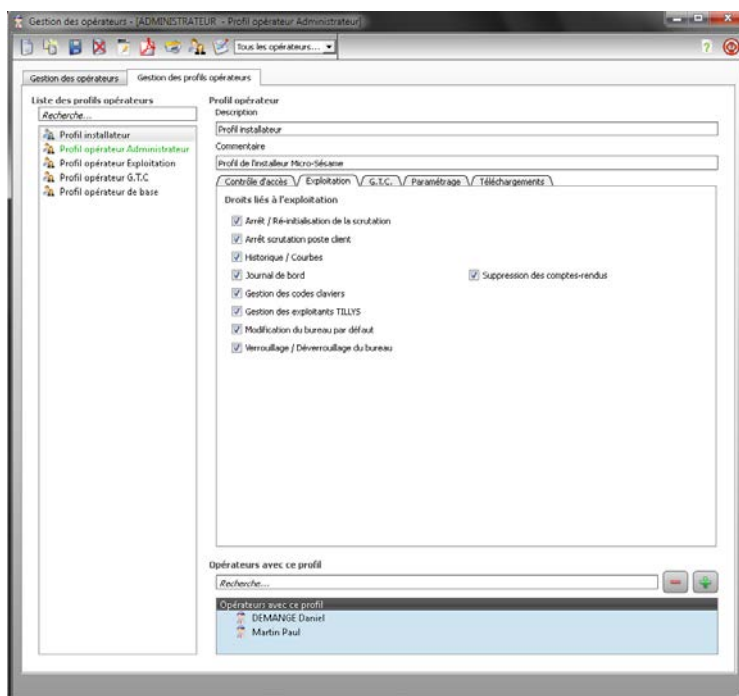 Gestion des opérateurs - [ADMINISTRATEUR - Profil opérateur Administrateur]
Tous les opérateurs...
?
Gestion des opérateurs
Gestion des profils opérateurs
Liste des profils opérateurs
Recherche...
Profil installateur
Profil opérateur Administrateur
Profil opérateur Exploitation
Profil opérateur G.T.C
Profil opérateur de base
Profil opérateur
Description
Profil installateur
Commentaire
Profil de l'installeur Micro-Sésame
Contrôle d'accès
Exploitation
G.T.C.
Paramétrage
Téléchargements
Droits liés à l'exploitation
Arrêt / Ré-initialisation de la scrutation
Arrêt scrutation poste client
Historique / Courbes
Journal de bord
Suppression des comptes-rendus
Gestion des codes claviers
Gestion des exploitants TILLYS
Modification du bureau par défaut
Verrouillage / Déverrouillage du bureau
Opérateurs avec ce profil
Recherche...
Opérateurs avec ce profil
DEMANGE Daniel
Martin Paul